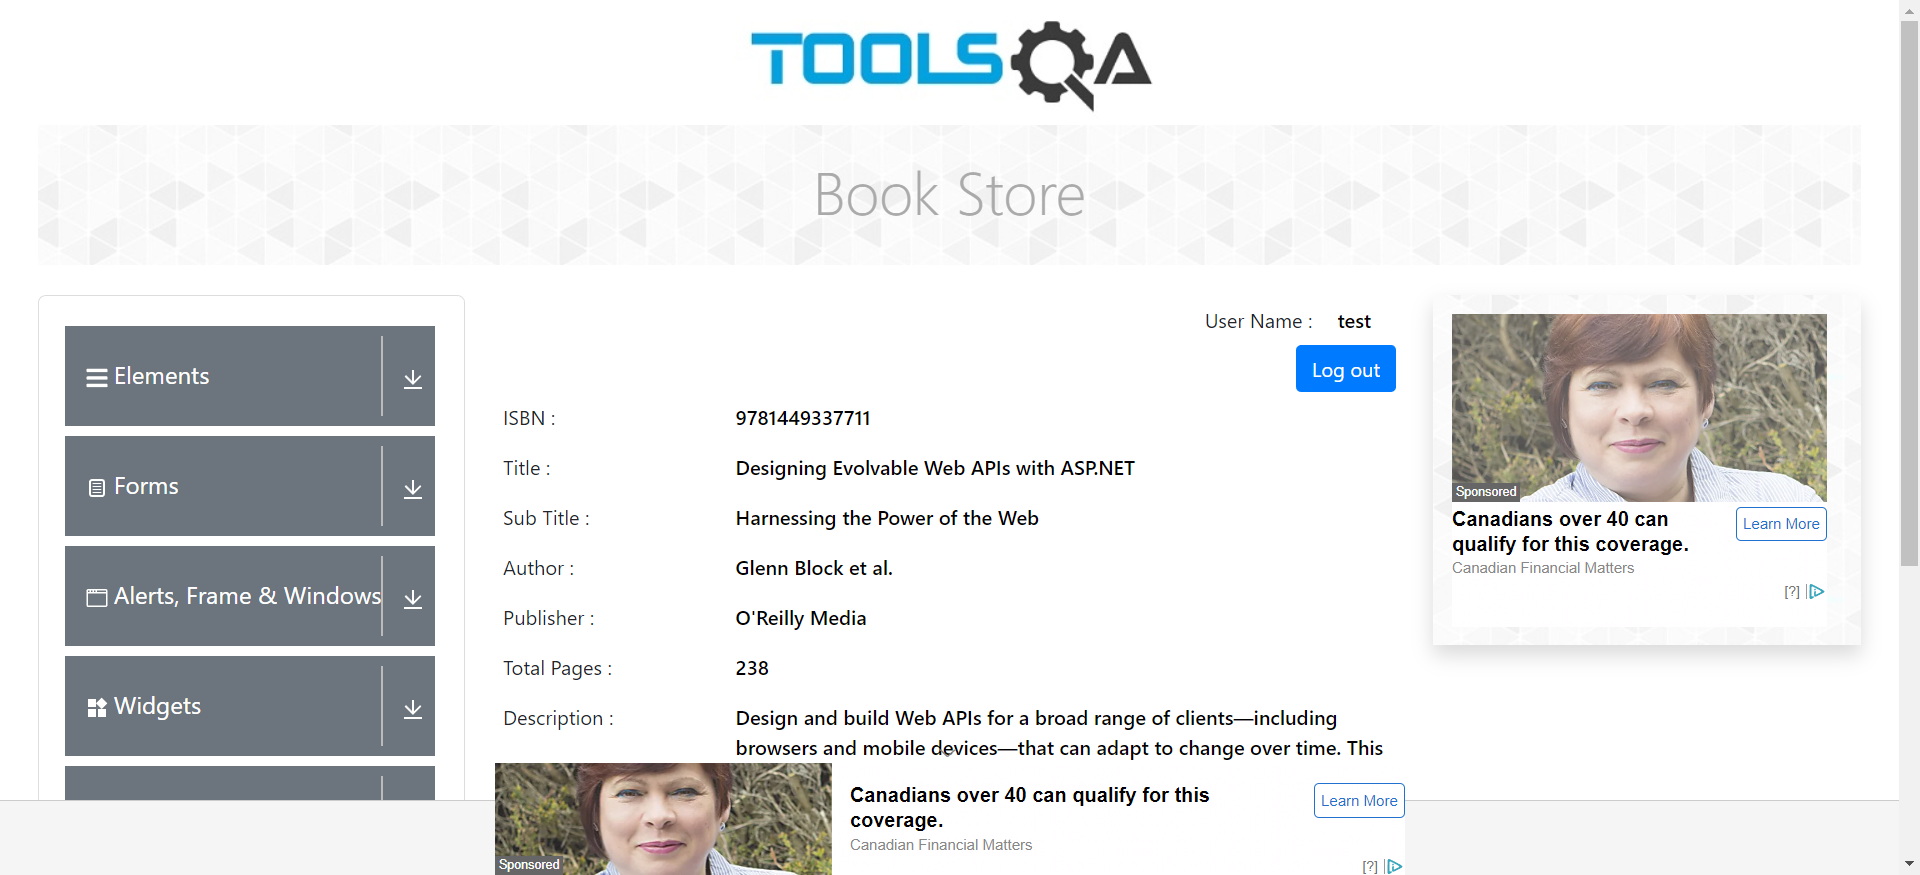 TOOLSQA
Book Store
Elements
Forms
Alerts, Frame & Windows
Widgets
User Name : test
Log out
ISBN : 9781449337711
Title : Designing Evolvable Web APIs with ASP.NET
Sub Title : Harnessing the Power of the Web
Author : Glenn Block et al.
Publisher : O'Reilly Media
Total Pages : 238
Description : Design and build Web APIs for a broad range of clients—including
browsers and mobile devices—that can adapt to change over time. This
Sponsored
Canadians over 40 can
qualify for this coverage.
Canadian Financial Matters
Learn More
[?]
Sponsored
Canadians over 40 can qualify for this
coverage.
Canadian Financial Matters
Learn More
[?]